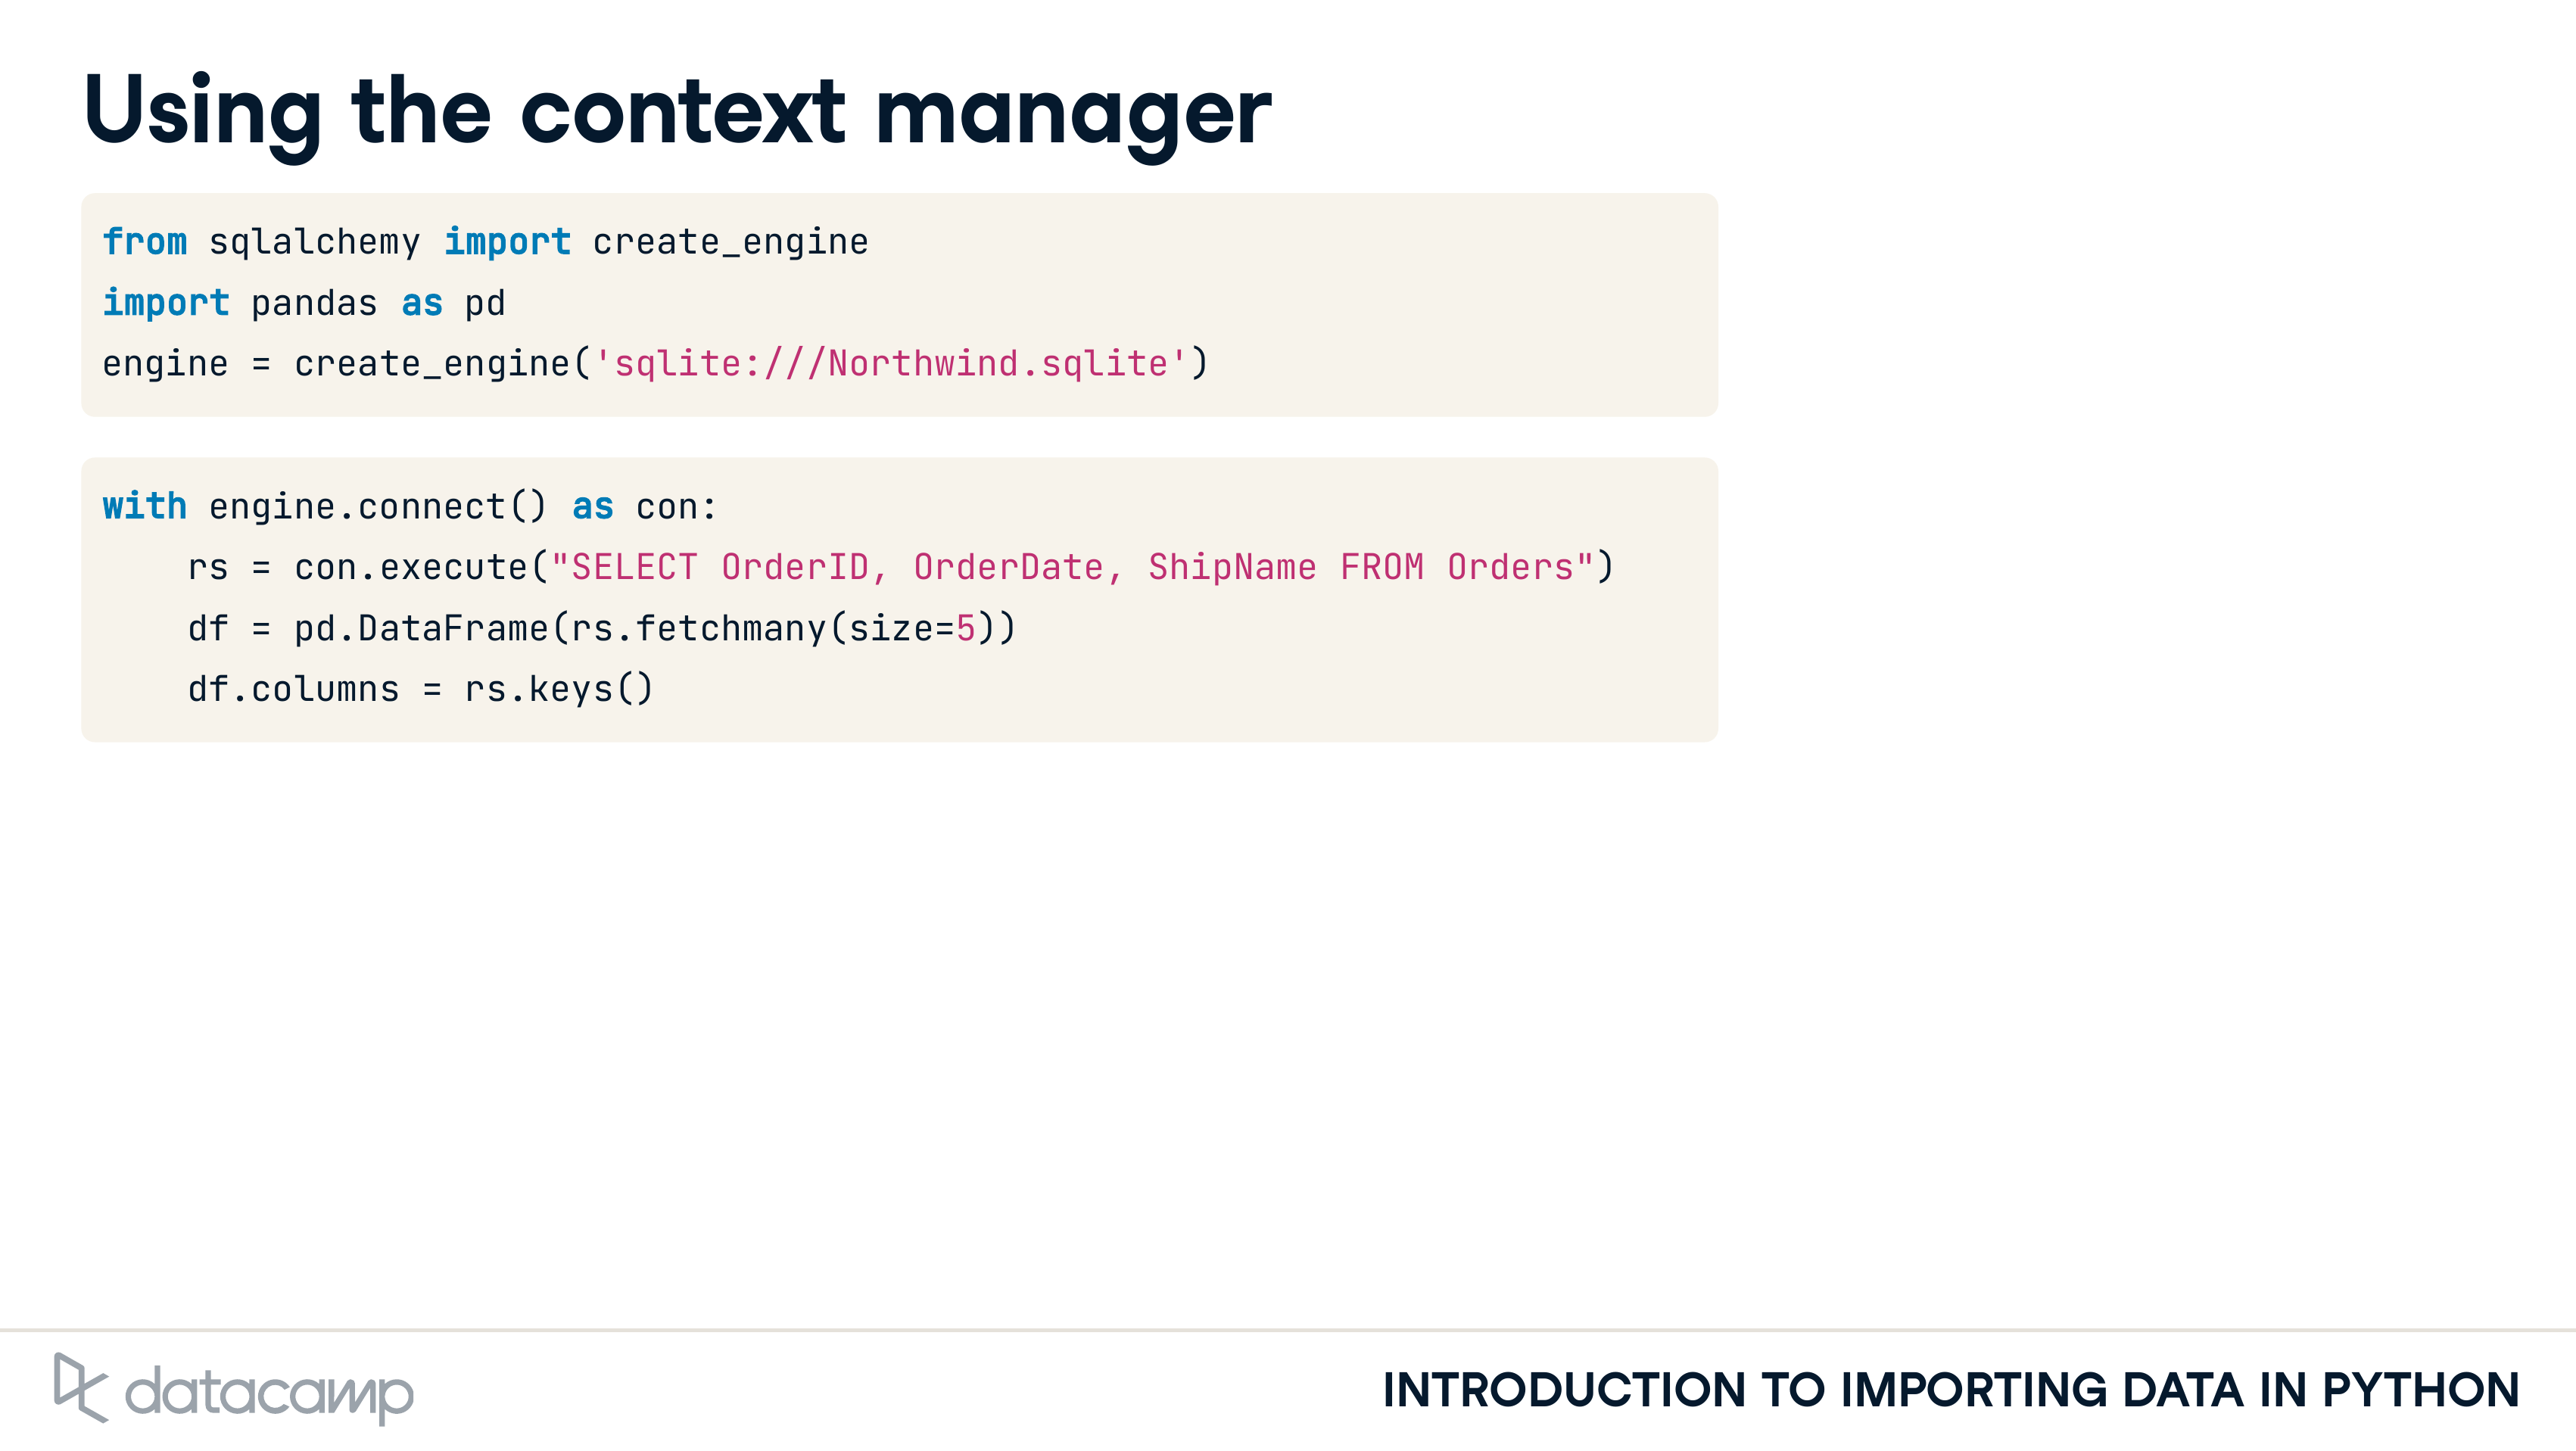 Using the context manager
from sqlalchemy import create_engine
import pandas as pd
engine = create_engine('sqlite:///Northwind.sqlite')
with engine.connect() as con:
    rs = con.execute("SELECT OrderID, OrderDate, ShipName FROM Orders")
    df = pd.DataFrame(rs.fetchmany(size=5))
    df.columns = rs.keys()
datacamp
INTRODUCTION TO IMPORTING DATA IN PYTHON